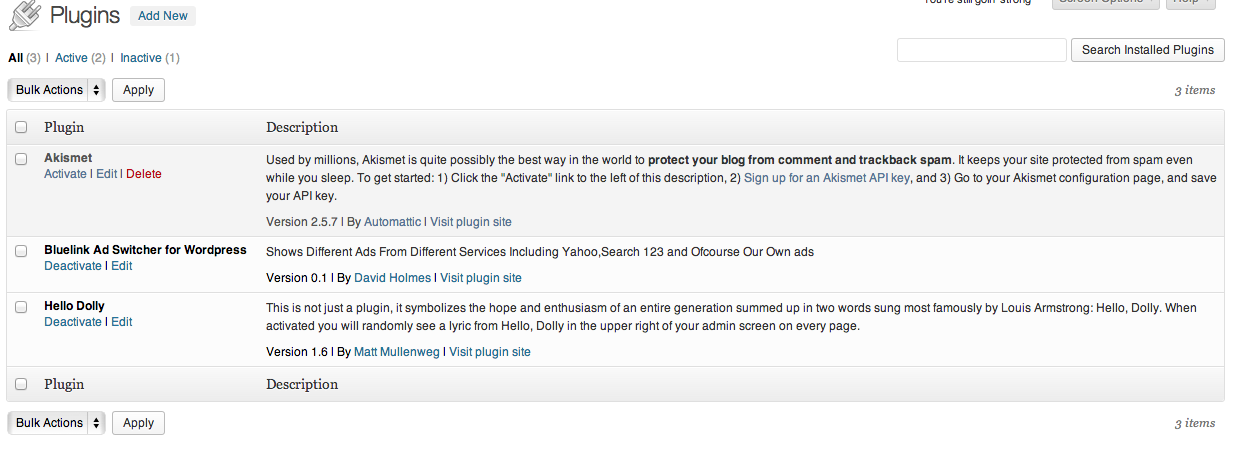 Plugins Add New
You're still goin' strong
Screen Options Help
All (3) | Active (2) | Inactive (1)
Search Installed Plugins
Bulk Actions Apply
3 items
Plugin Description
Akismet
Activate | Edit | Delete
Used by millions, Akismet is quite possibly the best way in the world to protect your blog from comment and trackback spam. It keeps your site protected from spam even
while you sleep. To get started: 1) Click the "Activate" link to the left of this description, 2) Sign up for an Akismet API key, and 3) Go to your Akismet configuration page, and save
your API key.
Version 2.5.7 | By Automattic | Visit plugin site
Bluelink Ad Switcher for Wordpress
Deactivate | Edit
Shows Different Ads From Different Services Including Yahoo,Search 123 and Ofcourse Our Own ads
Version 0.1 | By David Holmes | Visit plugin site
Hello Dolly
Deactivate | Edit
This is not just a plugin, it symbolizes the hope and enthusiasm of an entire generation summed up in two words sung most famously by Louis Armstrong: Hello, Dolly. When
activated you will randomly see a lyric from Hello, Dolly in the upper right of your admin screen on every page.
Version 1.6 | By Matt Mullenweg | Visit plugin site
Plugin Description
Bulk Actions Apply
3 items